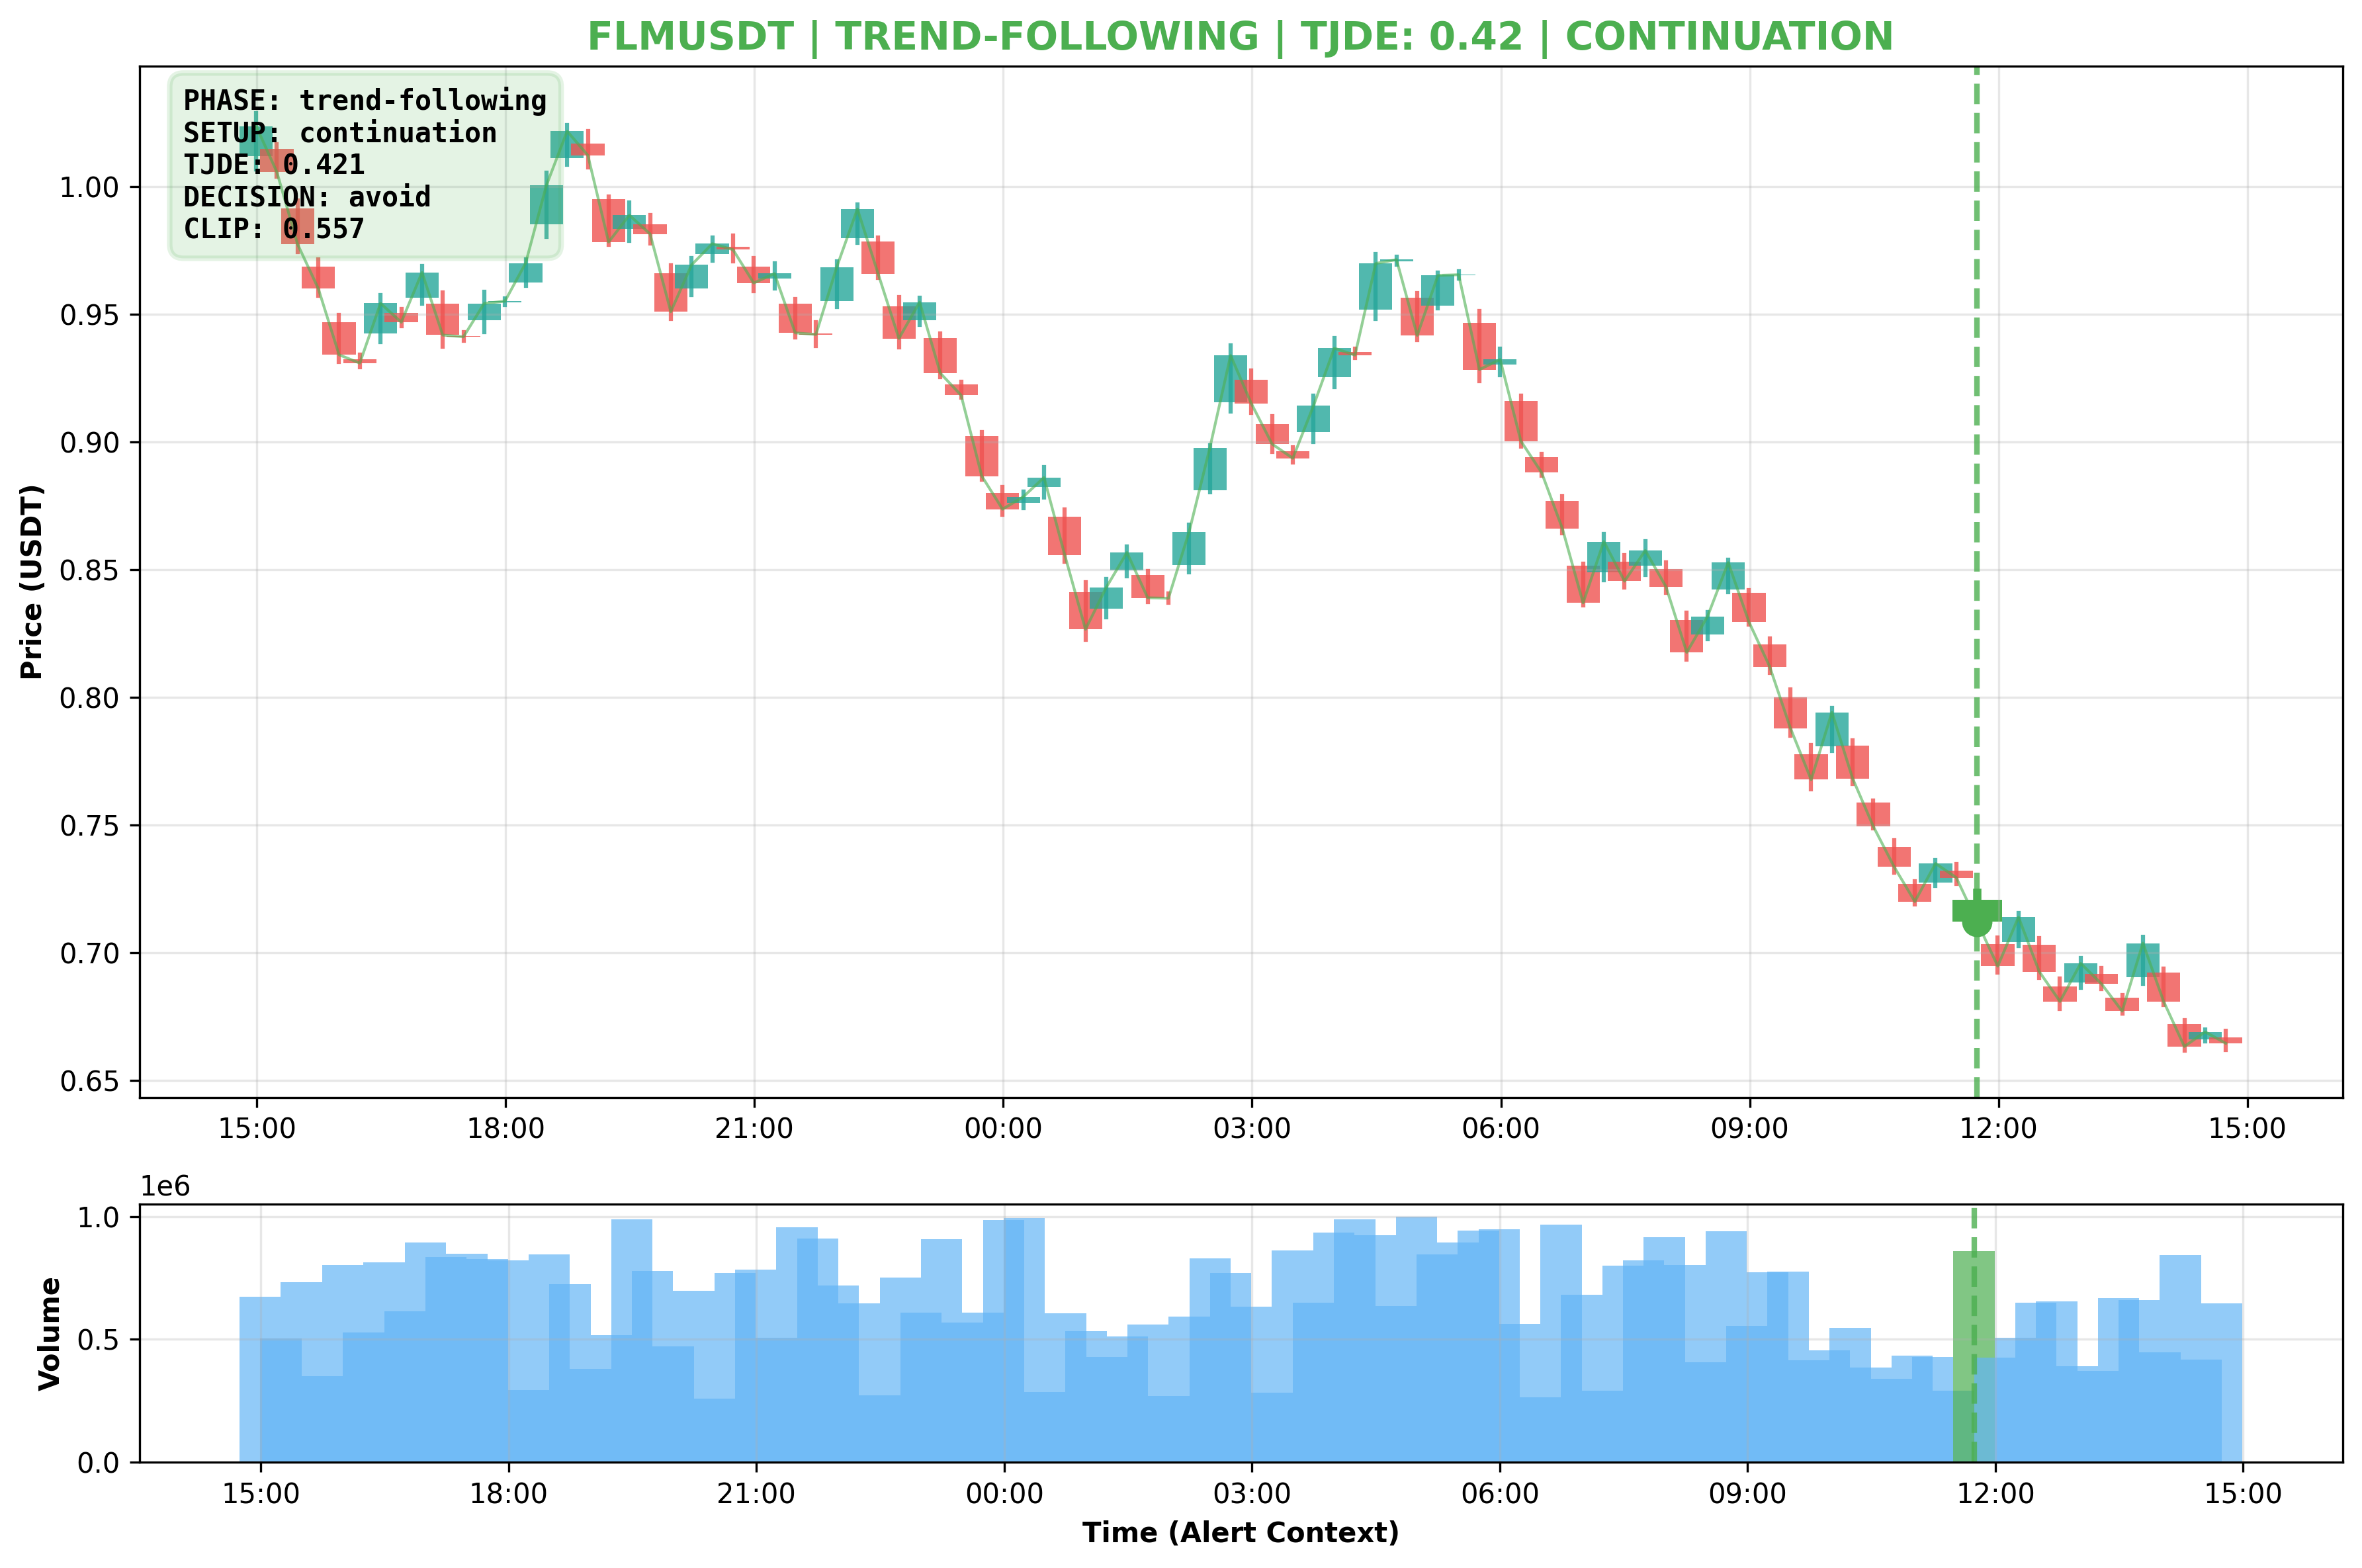 FLMUSDT | TREND-FOLLOWING | TJDE: 0.42 | CONTINUATION
PHASE: trend-following
SETUP: continuation
TJDE: 0.421
DECISION: avoid
CLIP: 0.557
Price (USDT)
1.00
0.95
0.90
0.85
0.80
0.75
0.70
0.65
15:00 18:00 21:00 00:00 03:00 06:00 09:00 12:00 15:00
1e6
Volume
1.0
0.5
0.0
15:00 18:00 21:00 00:00 03:00 06:00 09:00 12:00 15:00
Time (Alert Context)